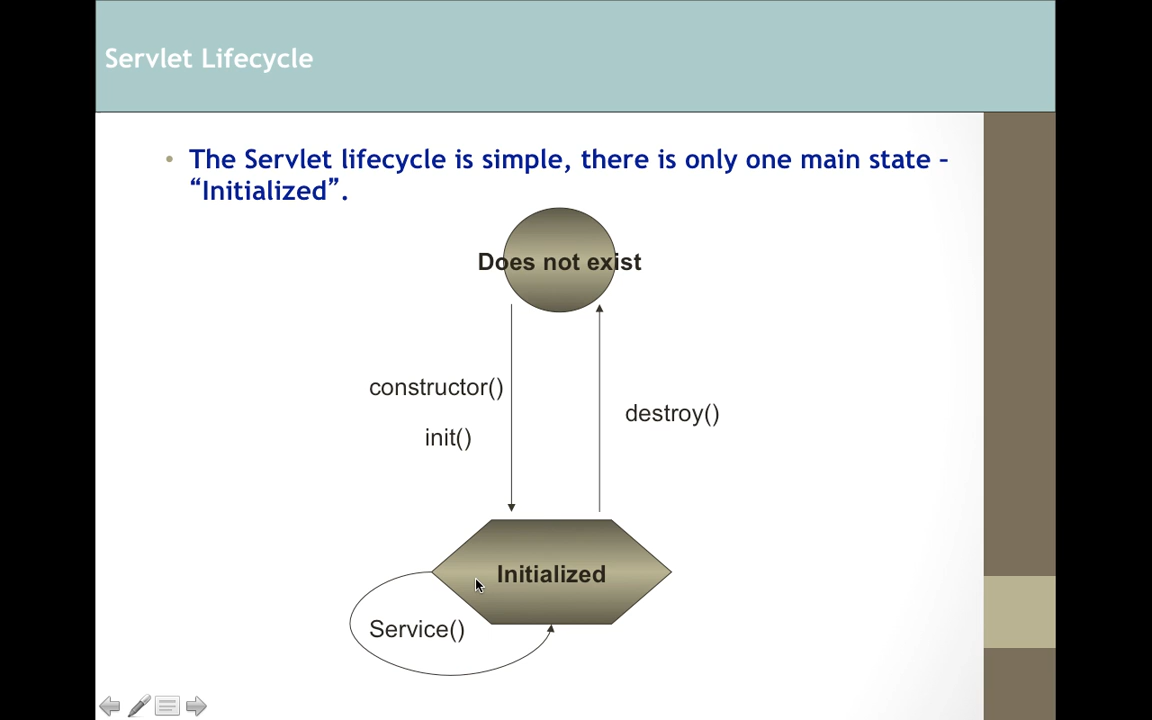 Servlet Lifecycle
• The Servlet lifecycle is simple, there is only one main state –
“Initialized”.
Does not exist
constructor()
destroy()
init()
Initialized
Service()